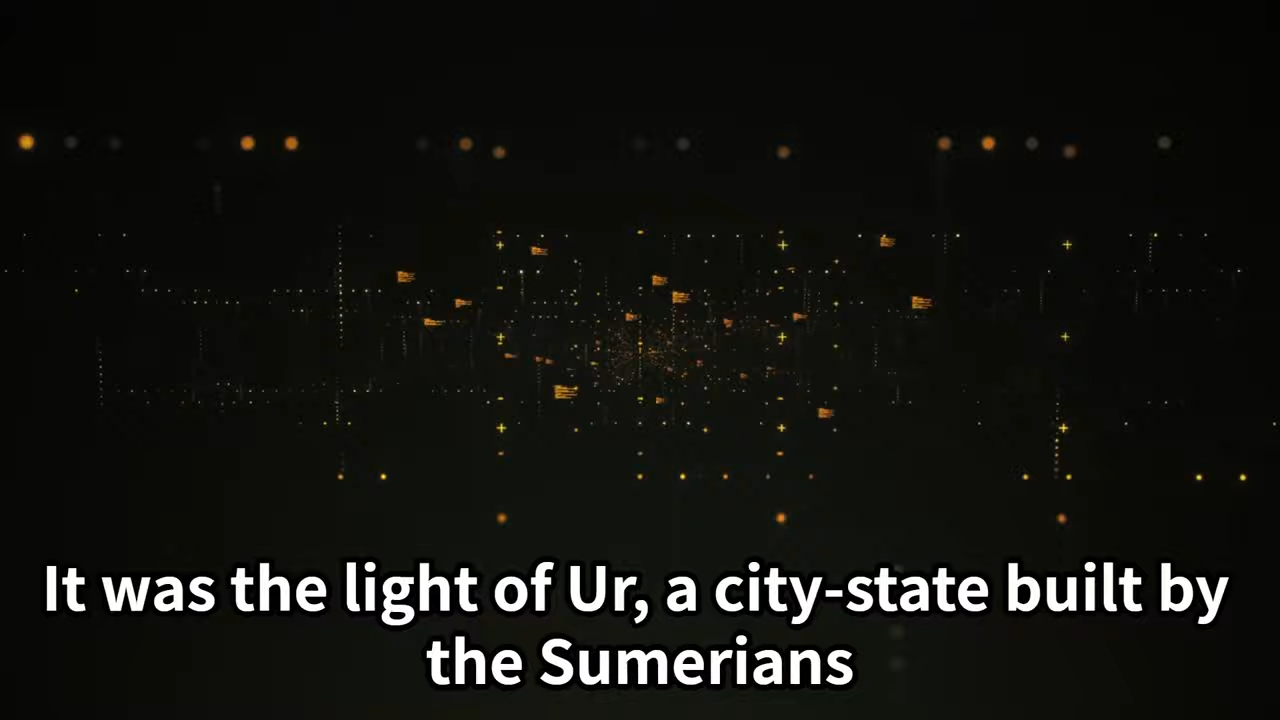 It was the light of Ur, a city-state built by
the Sumerians